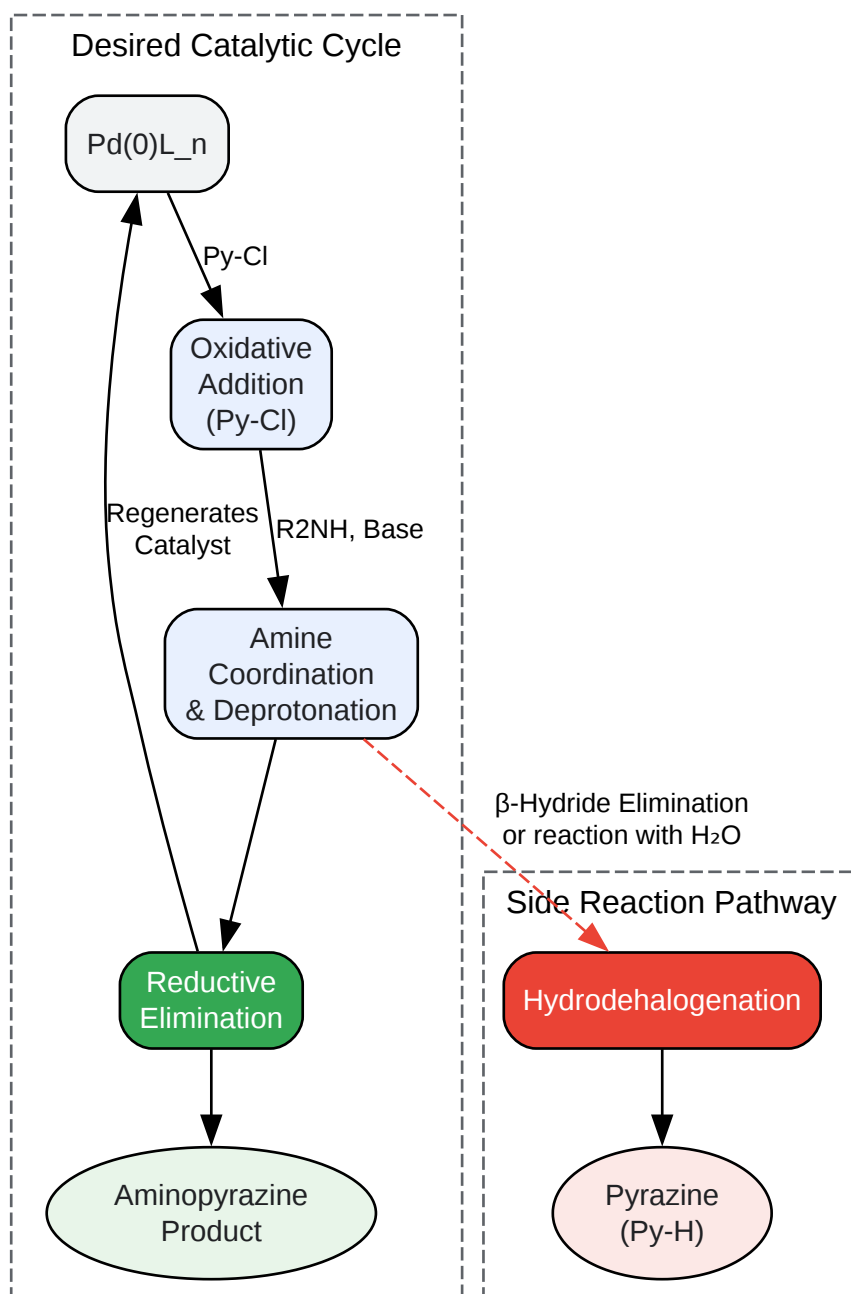 Desired Catalytic Cycle
Pd(0)L_n
Py-Cl
Oxidative
Addition
(Py-Cl)
Regenerates
Catalyst
R2NH, Base
Amine
Coordination
& Deprotonation
β-Hydride Elimination
or reaction with H₂O
Side Reaction Pathway
Reductive
Elimination
Hydrodehalogenation
Aminopyrazine
Product
Pyrazine
(Py-H)